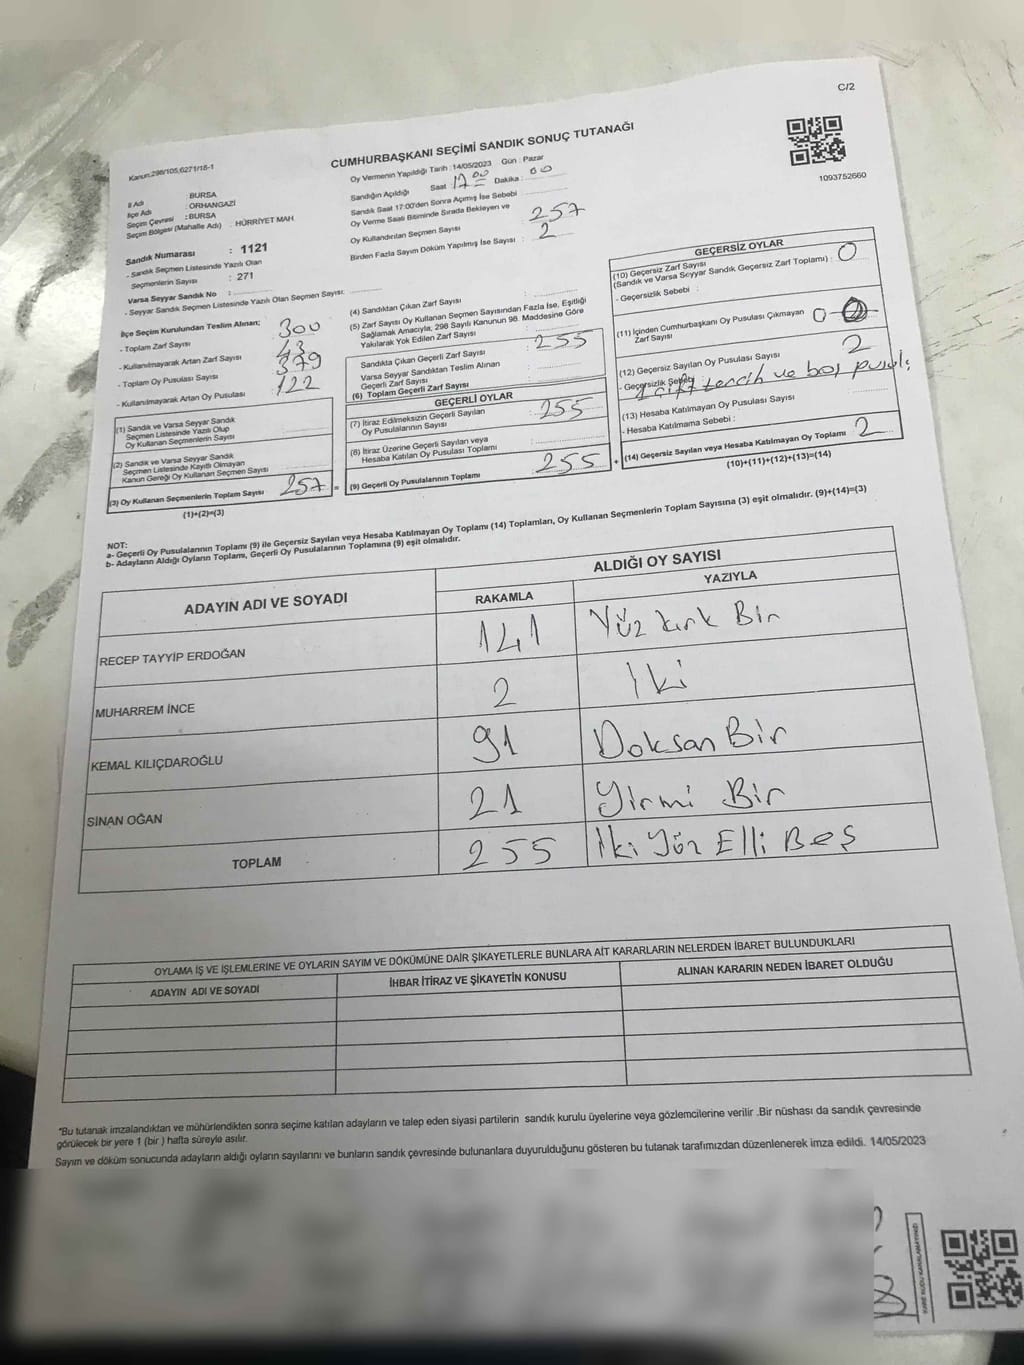 C/2
Kanun:298/105,6271/18-1
CUMHURBAŞKANI SEÇİMİ SANDIK SONUÇ TUTANAĞI
1093752660
İl Adı : BURSA
İlçe Adı : ORHANGAZİ
Seçim Çevresi : BURSA
Seçim Bölgesi (Mahalle Adı) : HÜRRİYET MAH
Sandık Numarası : 1121
- Sandık Seçmen Listesinde Yazılı Olan
Seçmenlerin Sayısı : 271
Varsa Seyyar Sandık No :
- Seyyar Sandık Seçmen Listesinde Yazılı Olan Seçmen Sayısı:
Oy Vermenin Yapıldığı Tarih : 14/05/2023 Gün : Pazar
Sandığın Açıldığı Saat : 17 00 Dakika : 00
Sandık Saat 17:00'den Sonra Açılmış İse Sebebi :
Oy Verme Saati Bitiminde Sırada Bekleyen ve
Oy Kullandırılan Seçmen Sayısı 257
Birden Fazla Sayım Döküm Yapılmış İse Sayısı : 2
İlçe Seçim Kurulundan Teslim Alınan;
- Toplam Zarf Sayısı 300
- Kullanılmayarak Artan Zarf Sayısı 43
- Toplam Oy Pusulası Sayısı 379
- Kullanılmayarak Artan Oy Pusulası 122
(1) Sandık ve Varsa Seyyar Sandık
Seçmen Listesinde Yazılı Olup
Oy Kullanan Seçmenlerin Sayısı
(2) Sandık ve Varsa Seyyar Sandık
Seçmen Listesinde Kayıtlı Olmayan
Kanun Gereği Oy Kullanan Seçmen Sayısı
(3) Oy Kullanan Seçmenlerin Toplam Sayısı 257 =
(1)+(2)=(3)
(4) Sandıktan Çıkan Zarf Sayısı
(5) Zarf Sayısı Oy Kullanan Seçmen Sayısından Fazla İse, Eşitliği
Sağlamak Amacıyla, 298 Sayılı Kanunun 98. Maddesine Göre
Yakılarak Yok Edilen Zarf Sayısı
Sandıkta Çıkan Geçerli Zarf Sayısı 255
Varsa Seyyar Sandıktan Teslim Alınan
Geçerli Zarf Sayısı
(6) Toplam Geçerli Zarf Sayısı
GEÇERLİ OYLAR
(7) İtiraz Edilmeksizin Geçerli Sayılan
Oy Pusulalarının Sayısı 255
(8) İtiraz Üzerine Geçerli Sayılan veya
Hesaba Katılan Oy Pusulası Toplamı
(9) Geçerli Oy Pusulalarının Toplamı 255 +
GEÇERSİZ OYLAR
(10) Geçersiz Zarf Sayısı
(Sandık ve Varsa Seyyar Sandık Geçersiz Zarf Toplamı) : 0
- Geçersizlik Sebebi :
(11) İçinden Cumhurbaşkanı Oy Pusulası Çıkmayan
Zarf Sayısı 0
(12) Geçersiz Sayılan Oy Pusulası Sayısı 2
- Geçersizlik Sebebi çift tercih ve boş
(13) Hesaba Katılmayan Oy Pusulası Sayısı
- Hesaba Katılmama Sebebi :
(14) Geçersiz Sayılan veya Hesaba Katılmayan Oy Toplamı 2
(10)+(11)+(12)+(13)=(14)
NOT:
a- Geçerli Oy Pusulalarının Toplamı (9) ile Geçersiz Sayılan veya Hesaba Katılmayan Oy Toplamı (14) Toplamları, Oy Kullanan Seçmenlerin Toplam Sayısına (3) eşit olmalıdır. (9)+(14)=(3)
b- Adayların Aldığı Oyların Toplamı, Geçerli Oy Pusulalarının Toplamına (9) eşit olmalıdır.
ADAYIN ADI VE SOYADI ALDIĞI OY SAYISI
RAKAMLA YAZIYLA
RECEP TAYYİP ERDOĞAN 141 Yüz kırk Bir
MUHARREM İNCE 2 İki
KEMAL KILIÇDAROĞLU 91 Doksan Bir
SİNAN OĞAN 21 Yirmi Bir
TOPLAM 255 İki Yüz Elli Beş
OYLAMA İŞ VE İŞLEMLERİNE VE OYLARIN SAYIM VE DÖKÜMÜNE DAİR ŞİKAYETLERLE BUNLARA AİT KARARLARIN NELERDEN İBARET BULUNDUKLARI
ADAYIN ADI VE SOYADI İHBAR İTİRAZ VE ŞİKAYETİN KONUSU ALINAN KARARIN NEDEN İBARET OLDUĞU
"Bu tutanak imzalandıktan ve mühürlendikten sonra seçime katılan adayların ve talep eden siyasi partilerin sandık kurulu üyelerine veya gözlemcilerine verilir .Bir nüshası da sandık çevresinde
görülecek bir yere 1 (bir ) hafta süreyle asılır.
Sayım ve döküm sonucunda adayların aldığı oyların sayılarını ve bunların sandık çevresinde bulunanlara duyurulduğunu gösteren bu tutanak tarafımızdan düzenlenerek imza edildi. 14/05/2023